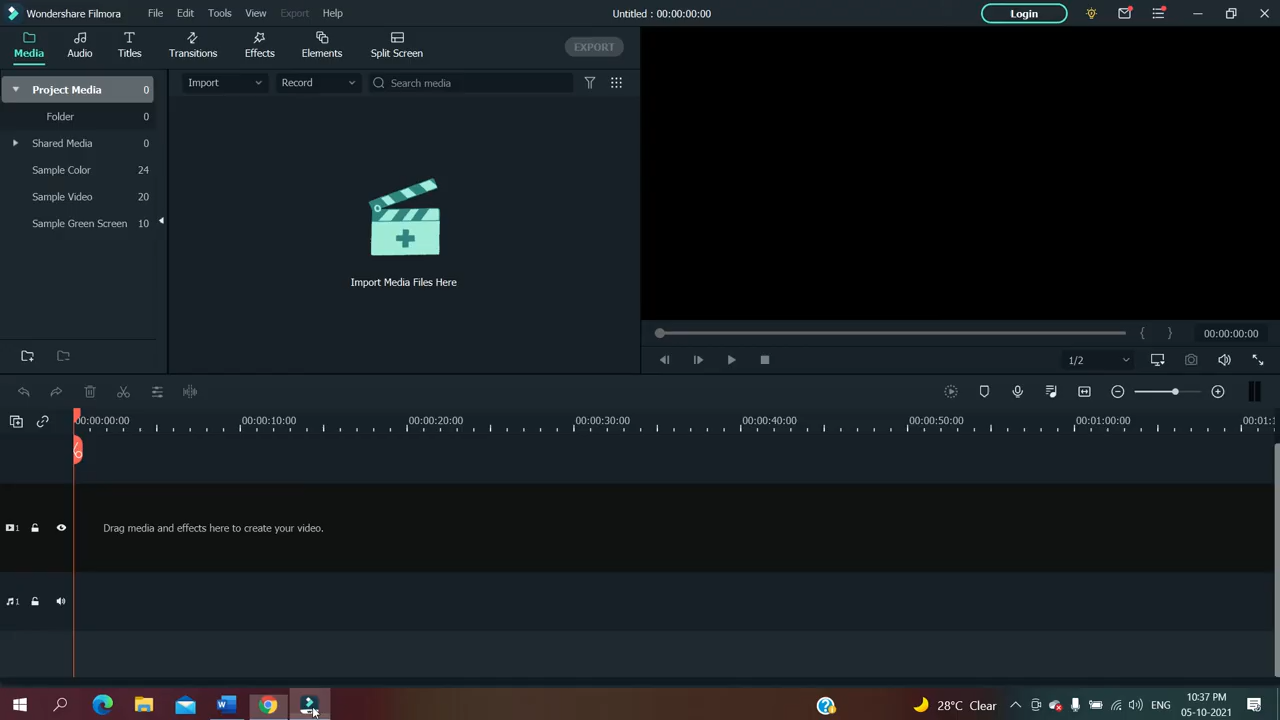 Wondershare Filmora File Edit Tools View Export Help Untitled : 00:00:00:00 Login
Media Audio Titles Transitions Effects Elements Split Screen EXPORT
Project Media 0 Import Record Search media
Folder 0
Shared Media 0
Sample Color 24
Sample Video 20
Sample Green Screen 10
Import Media Files Here
00:00:00:00
1/2
00:00:00:00 00:00:10:00 00:00:20:00 00:00:30:00 00:00:40:00 00:00:50:00 00:01:00:00 00:01:1
1 Drag media and effects here to create your video.
1
28°C Clear ENG 10:37 PM
05-10-2021